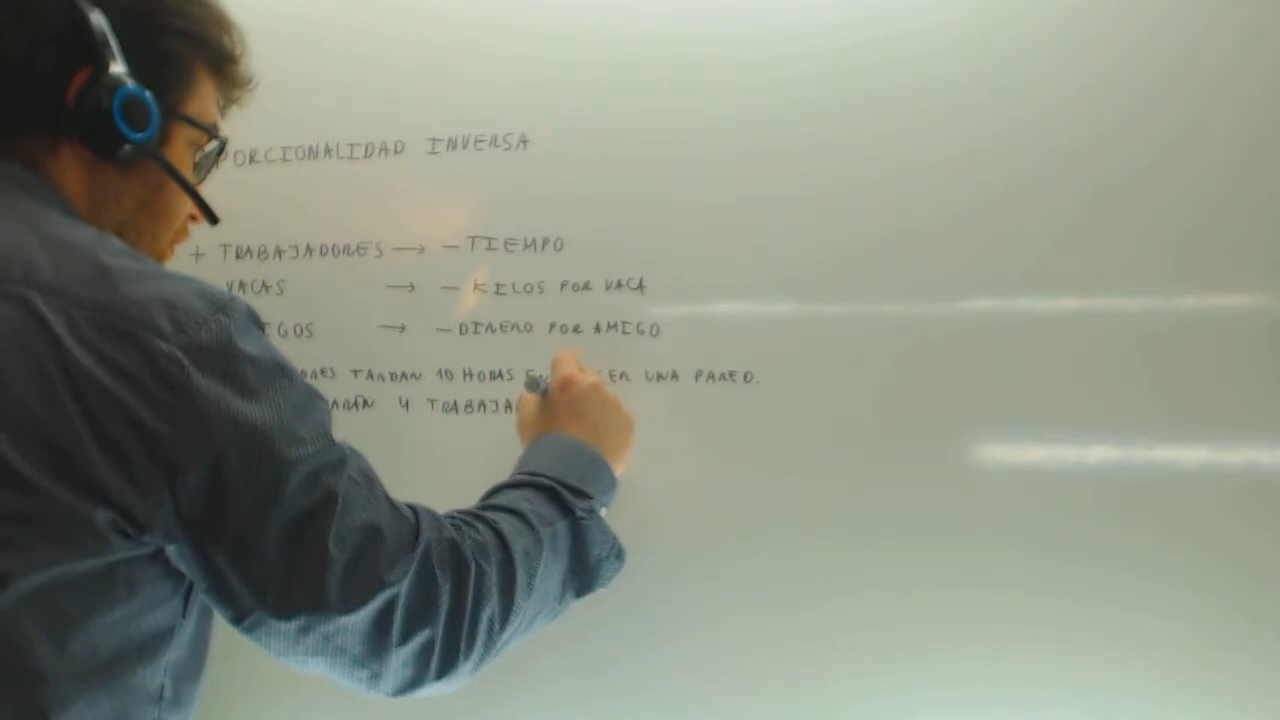 PORCIONALIDAD INVERSA
+ TRABAJADORES → - TIEMPO
VACAS → - KILOS POR VACA
IGOS → - DINERO POR AMIGO
ORES TARDAN 10 HORAS EN CER UNA PARED.
ARÁN 4 TRABAJA